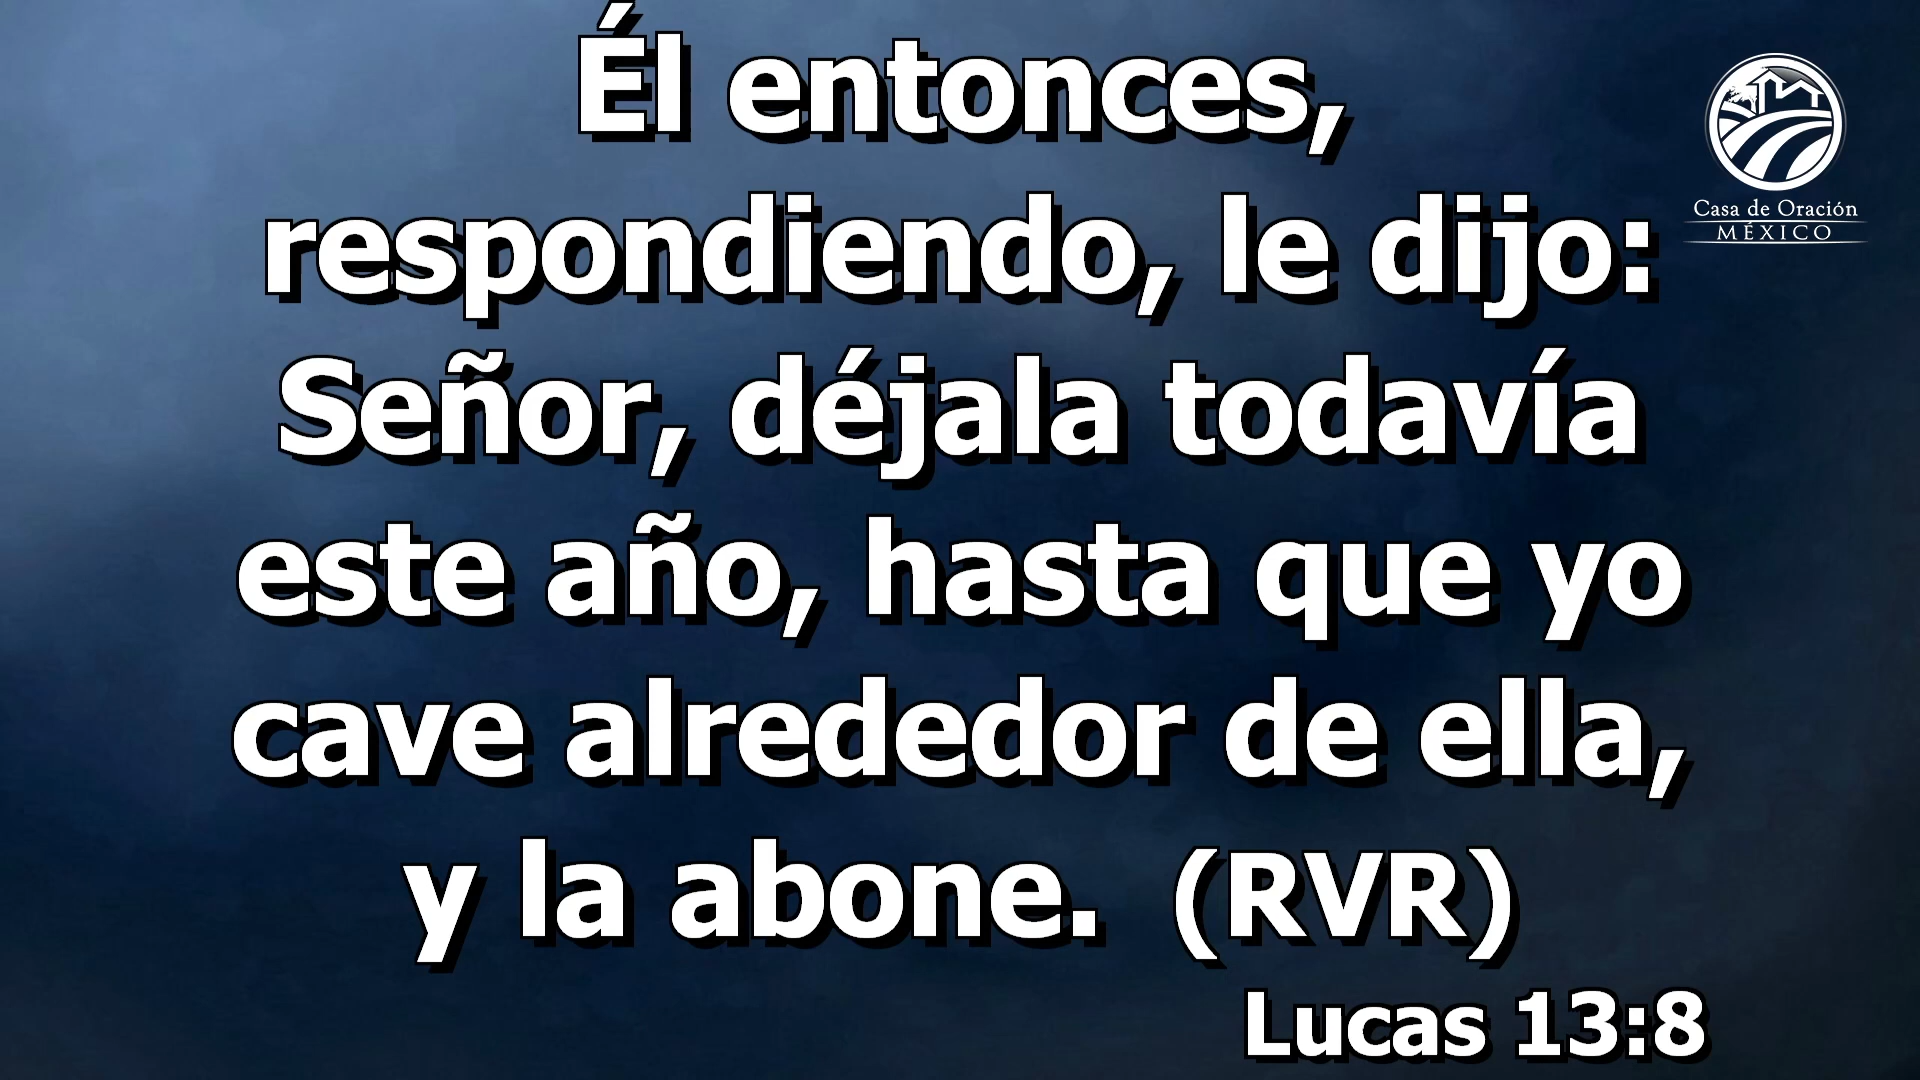 Él entonces,
respondiendo, le dijo:
Señor, déjala todavía
este año, hasta que yo
cave alrededor de ella,
y la abone. (RVR)
Lucas 13:8
Casa de Oración
MÉXICO